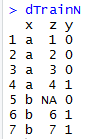 > dTrainN
  x  z y
1 a  1 0
2 a  2 0
3 a  3 0
4 a  4 1
5 b NA 0
6 b  6 1
7 b  7 1